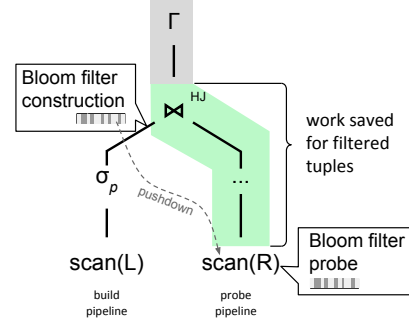 Γ
Bloom filter
construction
⋈ HJ
work saved
for filtered
tuples
σp
...
pushdown
scan(L)
scan(R)
Bloom filter
probe
build
pipeline
probe
pipeline